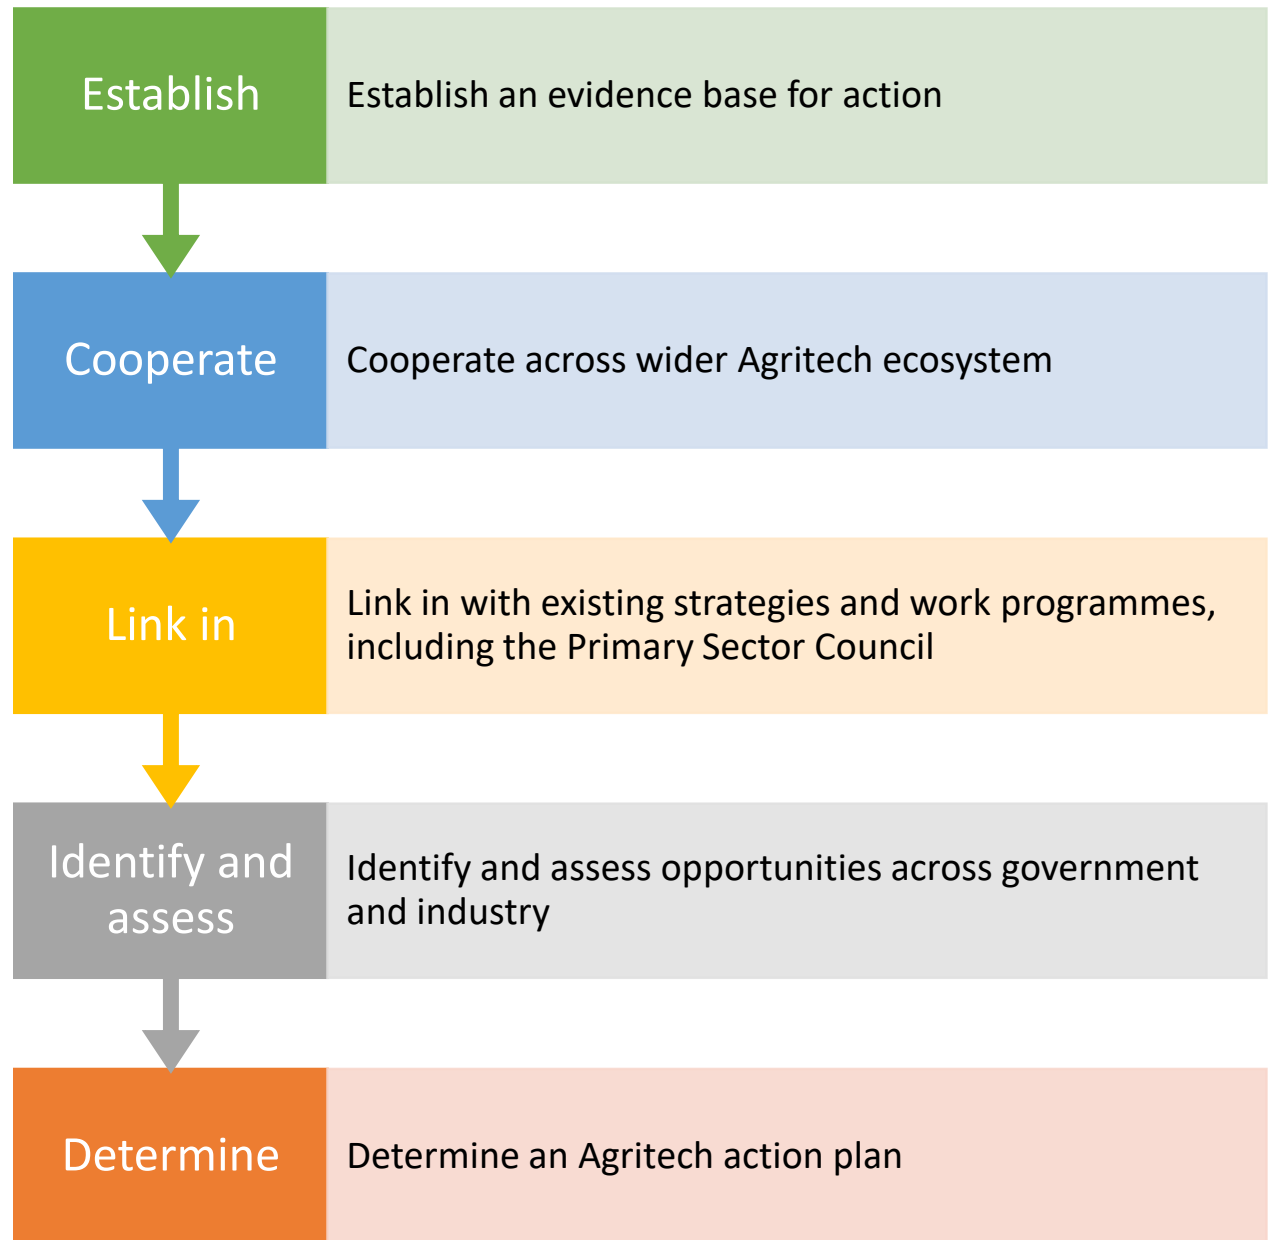 Establish
Establish an evidence base for action
Cooperate
Cooperate across wider Agritech ecosystem
Link in
Link in with existing strategies and work programmes,
including the Primary Sector Council
Identify and
assess
Identify and assess opportunities across government
and industry
Determine
Determine an Agritech action plan